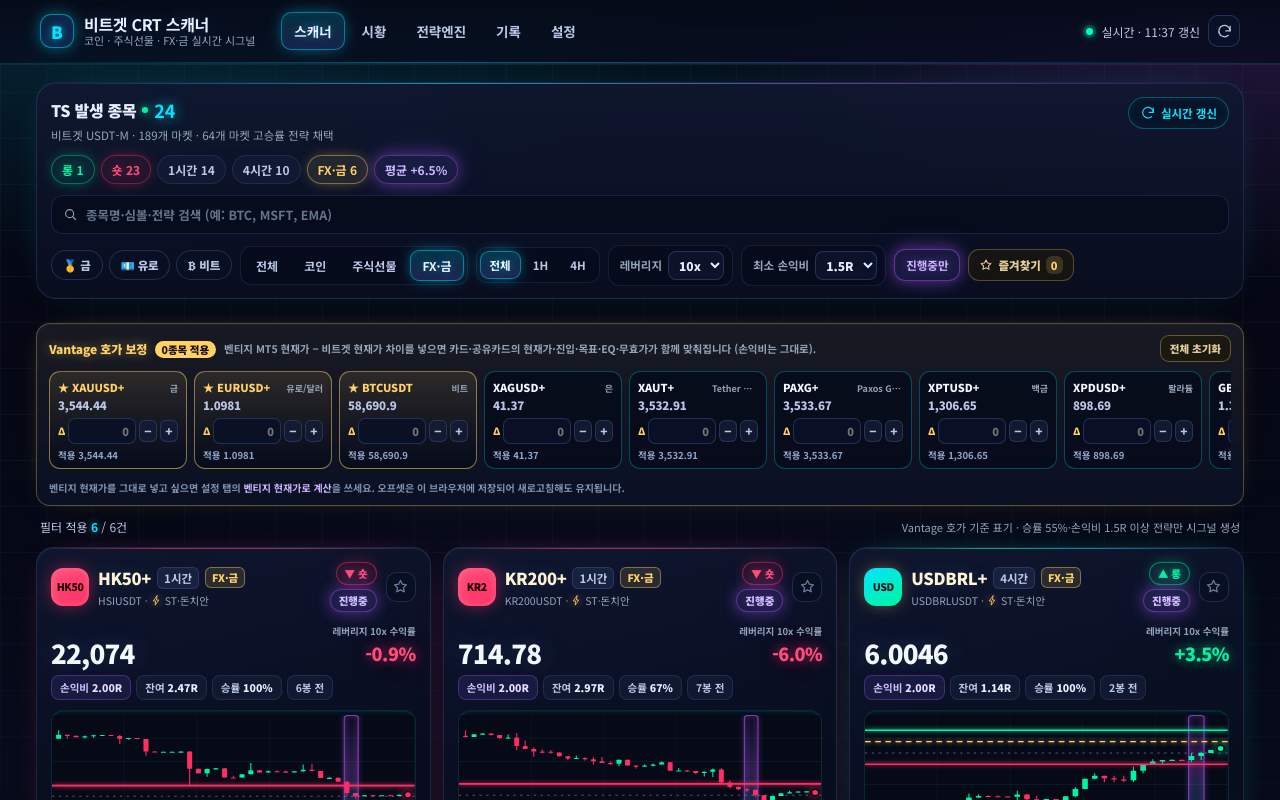 B 비트겟 CRT 스캐너
코인 · 주식선물 · FX·금 실시간 시그널
스캐너 시황 전략엔진 기록 설정
실시간 · 11:37 갱신
TS 발생 종목 • 24
실시간 갱신
비트겟 USDT-M · 189개 마켓 · 64개 마켓 고승률 전략 채택
롱 1 숏 23 1시간 14 4시간 10 FX·금 6 평균 +6.5%
종목명·심볼·전략 검색 (예: BTC, MSFT, EMA)
🥇 금 💶 유로 ₿ 비트 전체 코인 주식선물 FX·금 전체 1H 4H 레버리지 10x 최소 손익비 1.5R 진행중만 ☆ 즐겨찾기 0
Vantage 호가 보정 0종목 적용 벤티지 MT5 현재가 − 비트겟 현재가 차이를 넣으면 카드·공유카드의 현재가·진입·목표·EQ·무효가가 함께 맞춰집니다 (손익비는 그대로). 전체 초기화
★ XAUUSD+ 금 ★ EURUSD+ 유로/달러 ★ BTCUSDT 비트 XAGUSD+ 은 XAUT+ Tether ⋯ PAXG+ Paxos G⋯ XPTUSD+ 백금 XPDUSD+ 팔라듐
3,544.44 1.0981 58,690.9 41.37 3,532.91 3,533.67 1,306.65 898.69
Δ 0 − + Δ 0 − + Δ 0 − + Δ 0 − + Δ 0 − + Δ 0 − + Δ 0 − + Δ 0 − + Δ
적용 3,544.44 적용 1.0981 적용 58,690.9 적용 41.37 적용 3,532.91 적용 3,533.67 적용 1,306.65 적용 898.69
벤티지 현재가를 그대로 넣고 싶으면 설정 탭의 벤티지 현재가로 계산을 쓰세요. 오프셋은 이 브라우저에 저장되어 새로고침해도 유지됩니다.
필터 적용 6 / 6건
Vantage 호가 기준 표기 · 승률 55%·손익비 1.5R 이상 전략만 시그널 생성
HK50 HK50+ 1시간 FX·금 ▼ 숏
HSIUSDT · ⚡ ST·돈치안 진행중
레버리지 10x 수익률
22,074 -0.9%
손익비 2.00R 잔여 2.47R 승률 100% 6봉 전
KR2 KR200+ 1시간 FX·금 ▼ 숏
KR200USDT · ⚡ ST·돈치안 진행중
레버리지 10x 수익률
714.78 -6.0%
손익비 2.00R 잔여 2.97R 승률 67% 7봉 전
USD USDBRL+ 4시간 FX·금 ▲ 롱
USDBRLUSDT · ⚡ ST·돈치안 진행중
레버리지 10x 수익률
6.0046 +3.5%
손익비 2.00R 잔여 1.14R 승률 100% 2봉 전